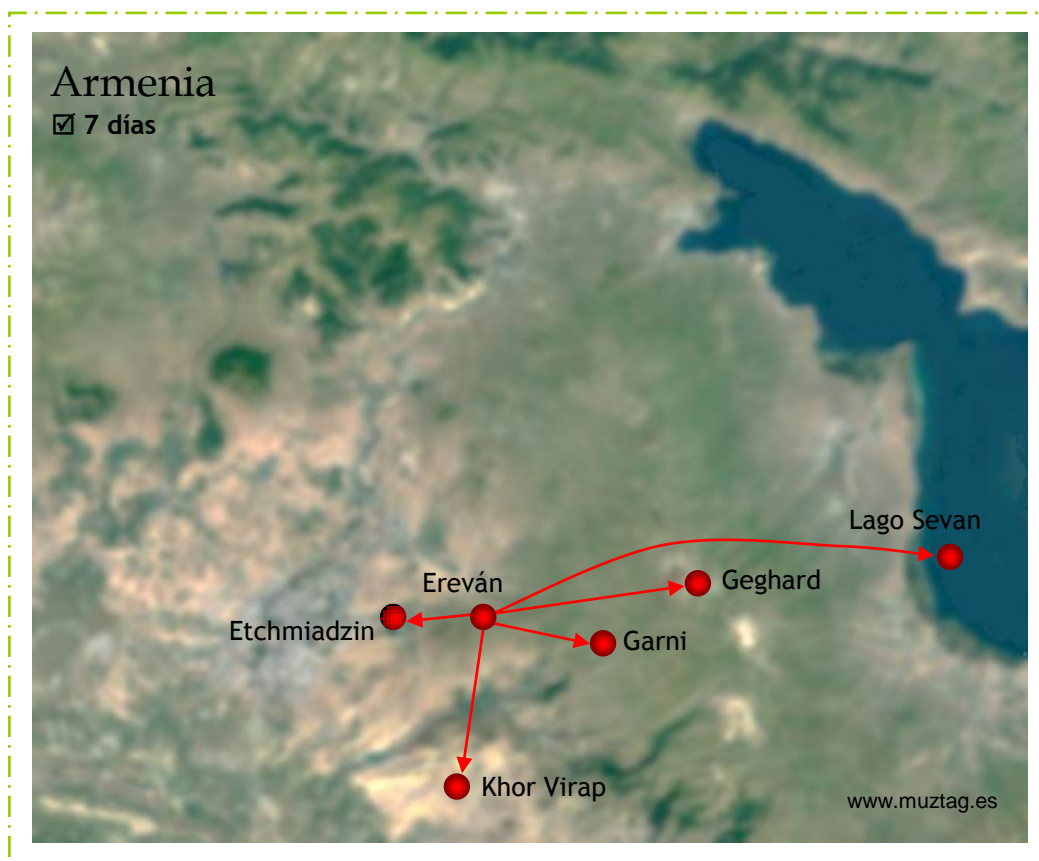 Armenia
☑ 7 días
Lago Sevan
Ereván
Geghard
Etchmiadzin
Garni
Khor Virap
www.muztag.es